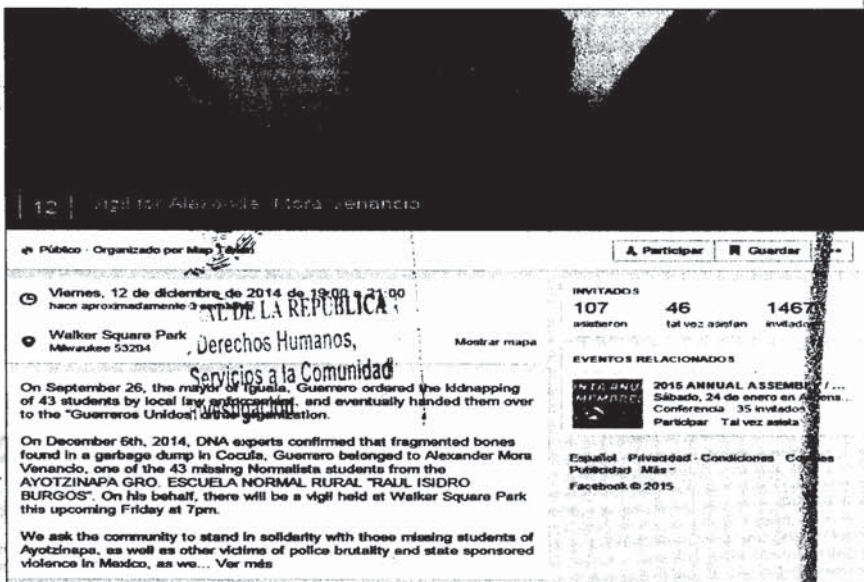 12
Vigil for Alexander Mora Venancio
Público · Organizado por Map
Participar
Guardar
Viernes, 12 de diciembre de 2014 de 19:00 a 21:00
hace aproximadamente 3
AL DE LA REPÚBLICA
Walker Square Park
Milwaukee 53204
Mostrar mapa
Derechos Humanos,
Servicios a la Comunidad
Investigación
On September 26, the mayor of Iguala, Guerrero ordered the kidnapping
of 43 students by local law enforcement, and eventually handed them over
to the "Guerreros Unidos"
On December 6th, 2014, DNA experts confirmed that fragmented bones
found in a garbage dump in Cocula, Guerrero belonged to Alexander Mora
Venancio, one of the 43 missing Normalista students from the
AYOTZINAPA GRO. ESCUELA NORMAL RURAL "RAUL ISIDRO
BURGOS". On his behalf, there will be a vigil held at Walker Square Park
this upcoming Friday at 7pm.
We ask the community to stand in solidarity with those missing students of
Ayotzinapa, as well as other victims of police brutality and state sponsored
violence in Mexico, as we... Ver más
INVITADOS
107
46
1467
asistieron
tal vez asistan
invitados
EVENTOS RELACIONADOS
2015 ANNUAL ASSEMBLY / ...
Sábado, 24 de enero en
Conferencia · 35 invitados
Participar · Tal vez asista
Español · Privacidad · Condiciones · Cookies
Publicidad · Más
Facebook © 2015